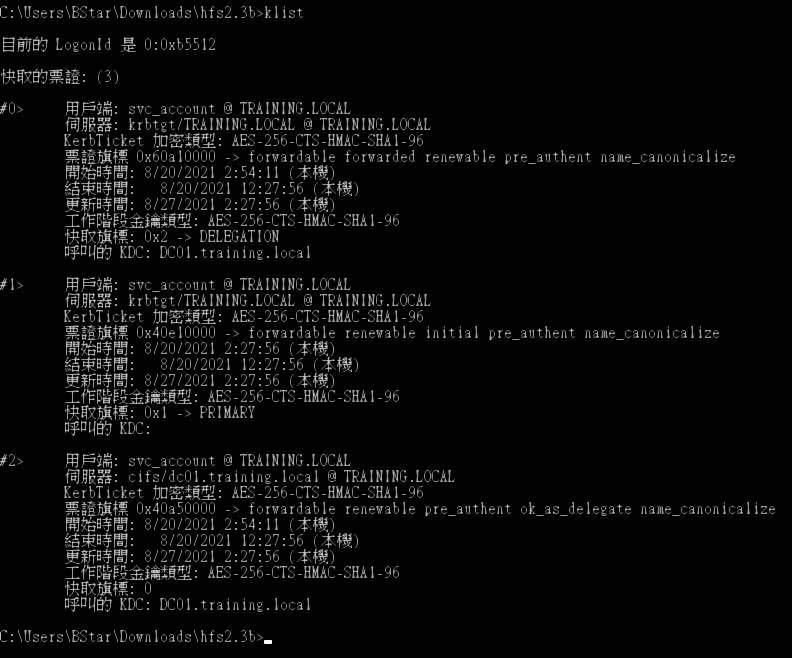 C:\Users\BStar\Downloads\hfs2.3b>klist
目前的 LogonId 是 0:0xb5512
快取的票證: (3)
#0>     用戶端: svc_account @ TRAINING.LOCAL
伺服器: krbtgt/TRAINING.LOCAL @ TRAINING.LOCAL
KerbTicket 加密類型: AES-256-CTS-HMAC-SHA1-96
票證旗標 0x60a10000 -> forwardable forwarded renewable pre_authent name_canonicalize
開始時間: 8/20/2021 2:54:11 (本機)
結束時間:   8/20/2021 12:27:56 (本機)
更新時間: 8/27/2021 2:27:56 (本機)
工作階段金鑰類型: AES-256-CTS-HMAC-SHA1-96
快取旗標: 0x2 -> DELEGATION
呼叫的 KDC: DC01.training.local
#1>     用戶端: svc_account @ TRAINING.LOCAL
伺服器: krbtgt/TRAINING.LOCAL @ TRAINING.LOCAL
KerbTicket 加密類型: AES-256-CTS-HMAC-SHA1-96
票證旗標 0x40e10000 -> forwardable renewable initial pre_authent name_canonicalize
開始時間: 8/20/2021 2:27:56 (本機)
結束時間:   8/20/2021 12:27:56 (本機)
更新時間: 8/27/2021 2:27:56 (本機)
工作階段金鑰類型: AES-256-CTS-HMAC-SHA1-96
快取旗標: 0x1 -> PRIMARY
呼叫的 KDC:
#2>     用戶端: svc_account @ TRAINING.LOCAL
伺服器: cifs/dc01.training.local @ TRAINING.LOCAL
KerbTicket 加密類型: AES-256-CTS-HMAC-SHA1-96
票證旗標 0x40a50000 -> forwardable renewable pre_authent ok_as_delegate name_canonicalize
開始時間: 8/20/2021 2:54:11 (本機)
結束時間:   8/20/2021 12:27:56 (本機)
更新時間: 8/27/2021 2:27:56 (本機)
工作階段金鑰類型: AES-256-CTS-HMAC-SHA1-96
快取旗標: 0
呼叫的 KDC: DC01.training.local
C:\Users\BStar\Downloads\hfs2.3b>